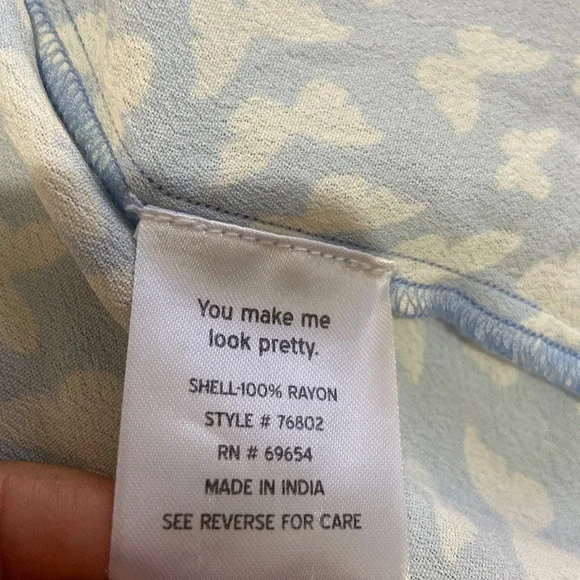 You make me
look pretty.
SHELL-100% RAYON
STYLE # 76802
RN # 69654
MADE IN INDIA
SEE REVERSE FOR CARE